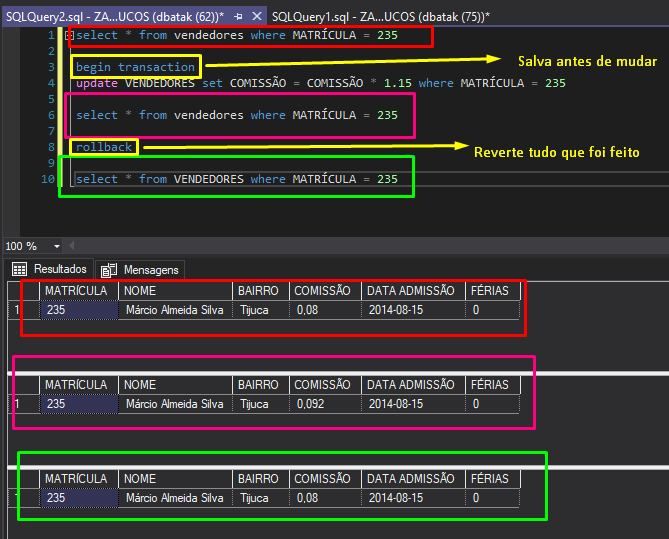 SQLQuery2.sql - ZA...UCOS (dbatak (62))* SQLQuery1.sql - ZA...UCOS (dbatak (75))*
1 select * from vendedores where MATRÍCULA = 235
2
3 begin transaction Salva antes de mudar
4 update VENDEDORES set COMISSÃO = COMISSÃO * 1.15 where MATRÍCULA = 235
5
6 select * from vendedores where MATRÍCULA = 235
7
8 rollback Reverte tudo que foi feito
9
10 select * from VENDEDORES where MATRÍCULA = 235
100 %
Resultados Mensagens
MATRÍCULA NOME BAIRRO COMISSÃO DATA ADMISSÃO FÉRIAS
1 235 Márcio Almeida Silva Tijuca 0,08 2014-08-15 0
MATRÍCULA NOME BAIRRO COMISSÃO DATA ADMISSÃO FÉRIAS
1 235 Márcio Almeida Silva Tijuca 0,092 2014-08-15 0
MATRÍCULA NOME BAIRRO COMISSÃO DATA ADMISSÃO FÉRIAS
1 235 Márcio Almeida Silva Tijuca 0,08 2014-08-15 0